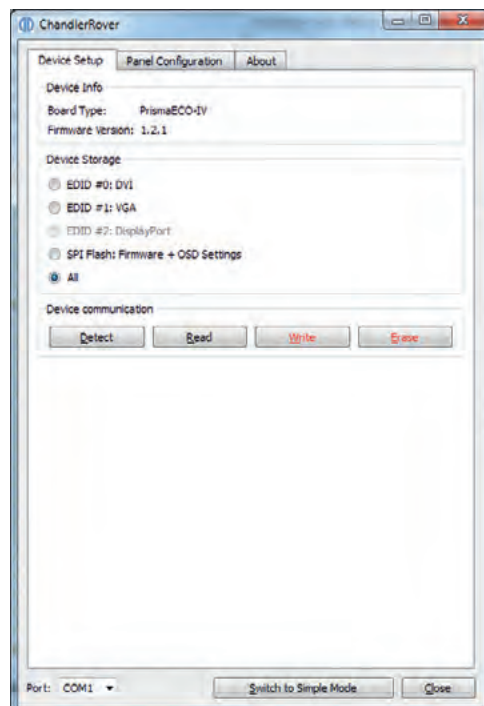 ChandlerRover
Device Setup Panel Configuration About
Device Info
Board Type: PrismaECO-IV
Firmware Version: 1.2.1
Device Storage
EDID #0: DVI
EDID #1: VGA
EDID #2: DisplayPort
SPI Flash: Firmware + OSD Settings
All
Device communication
Detect Read Write Erase
Port: COM1 Switch to Simple Mode Close